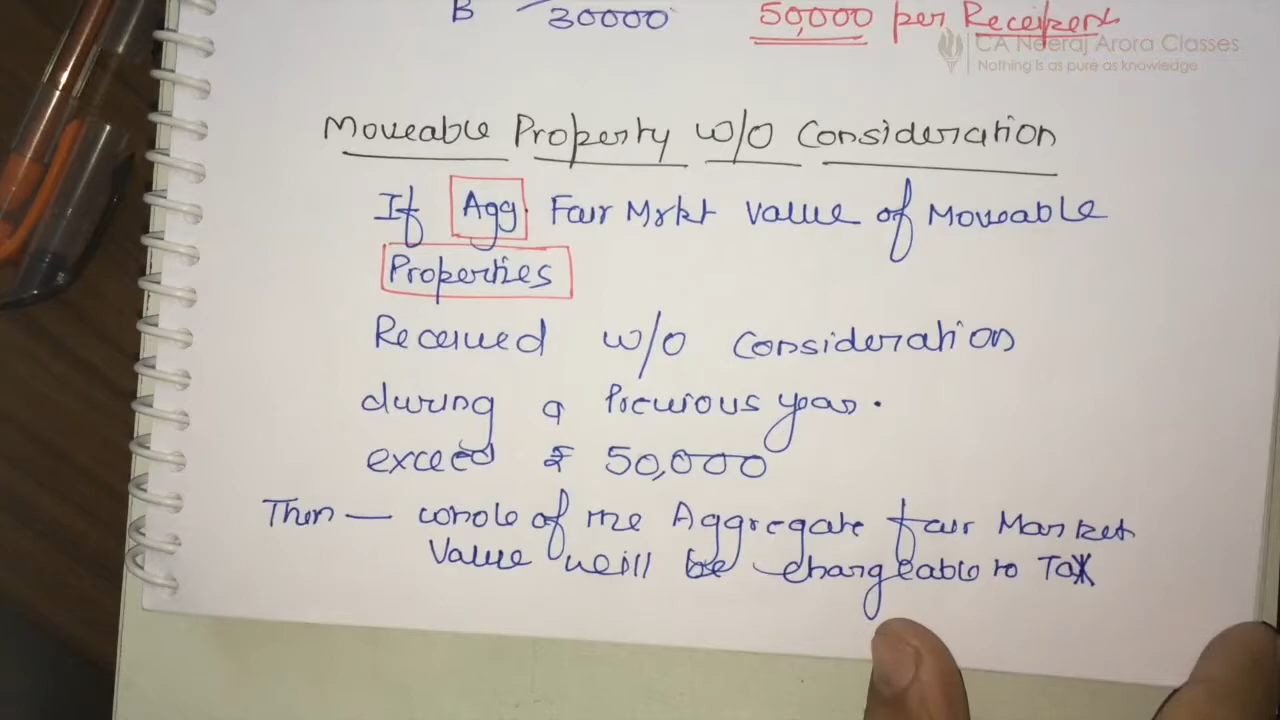 B 30000 50,000 per Receipent
CA Neeraj Arora Classes
Nothing is as pure as knowledge
Moveable Property w/o Consideration
If Agg Fair Mrkt Value of Moveable
Properties
Received w/o Consideration
during a Previous year.
exceed ₹ 50,000
Then — whole of the Aggregate fair Market
Value will be chargeable to Tax